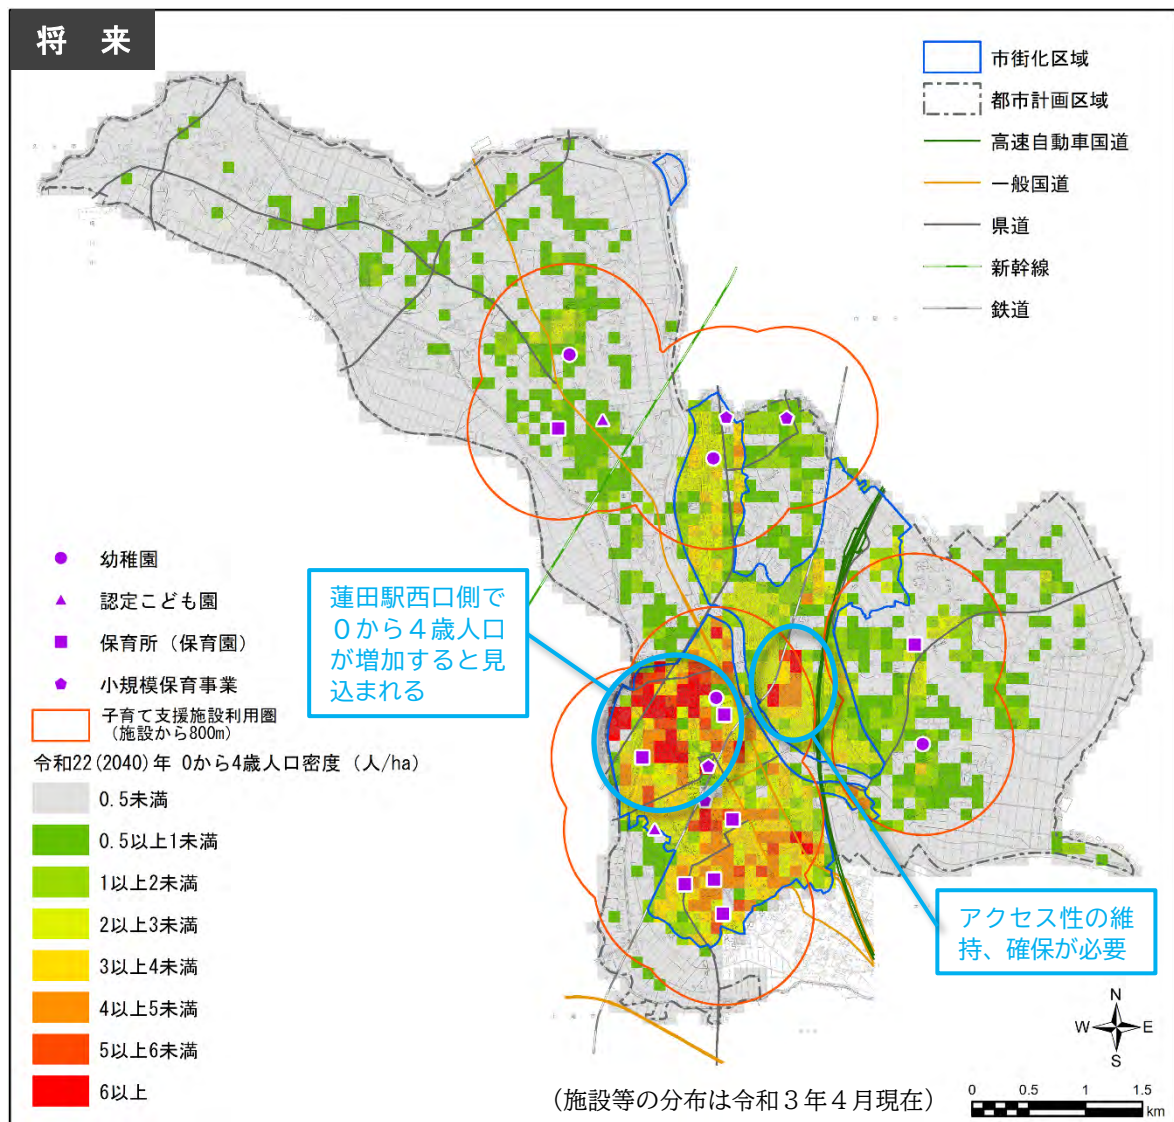 将 来
市街化区域
都市計画区域
高速自動車国道
一般国道
県道
新幹線
鉄道
幼稚園
認定こども園
保育所（保育園）
小規模保育事業
子育て支援施設利用圏
（施設から800m）
令和22(2040)年 0から4歳人口密度（人/ha）
0.5未満
0.5以上1未満
1以上2未満
2以上3未満
3以上4未満
4以上5未満
5以上6未満
6以上
蓮田駅西口側で
０から４歳人口
が増加すると見
込まれる
アクセス性の維
持、確保が必要
N
W E
S
（施設等の分布は令和３年４月現在）
0 0.5 1 1.5
km